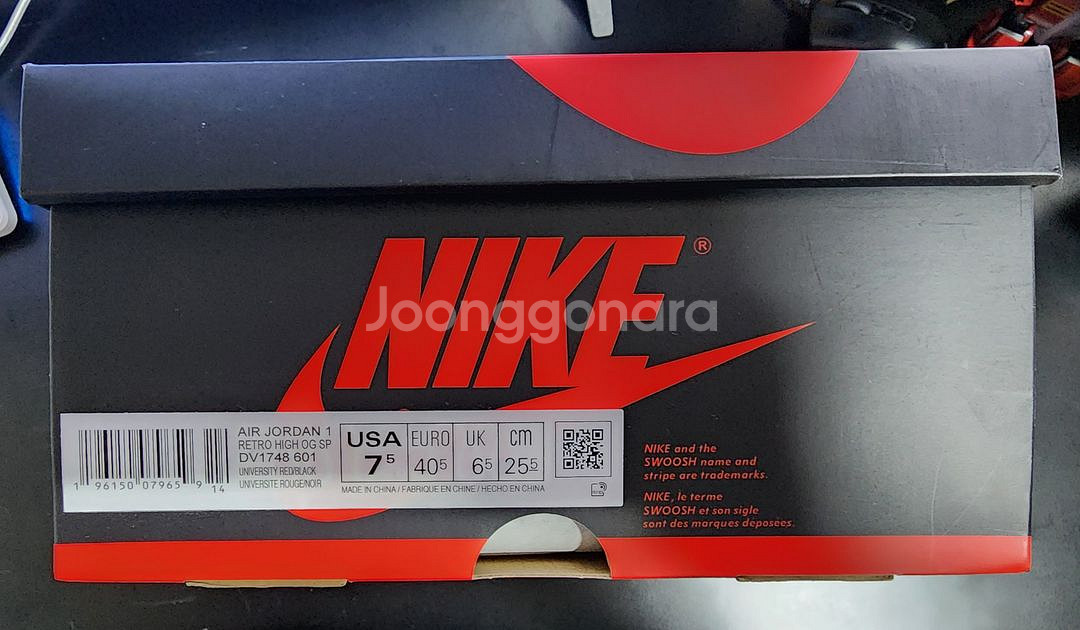 NIKE®
Joonggonara
AIR JORDAN 1
RETRO HIGH OG SP
DV1748 601
UNIVERSITY RED/BLACK
UNIVERSITE ROUGE/NOIR
1 96150 07965 9 14
USA EURO UK cm
7⁵ 40⁵ 6⁵ 25⁵
MADE IN CHINA / FABRIQUE EN CHINE / HECHO EN CHINA
NIKE and the
SWOOSH name and
stripe are trademarks.
NIKE, le terme
SWOOSH et son sigle
sont des marques déposées.